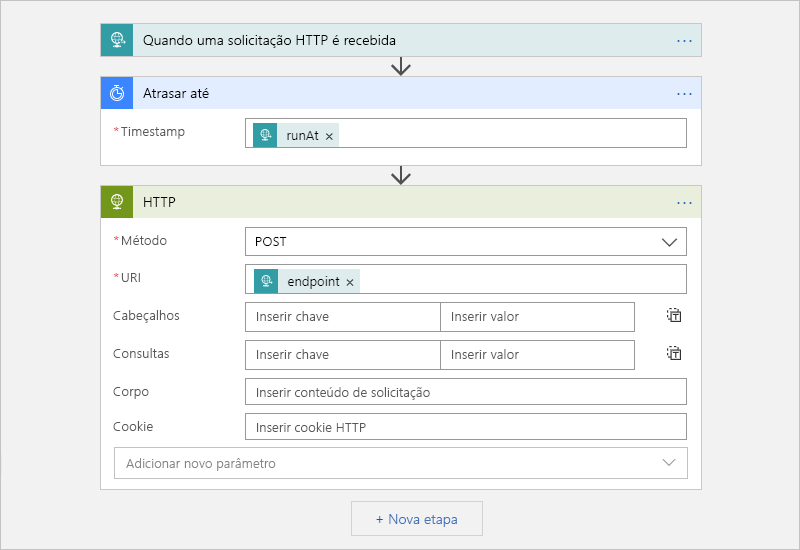 Quando uma solicitação HTTP é recebida
...
Atrasar até
...
*Timestamp runAt ×
HTTP
...
*Método POST
*URI endpoint ×
Cabeçalhos Inserir chave Inserir valor
Consultas Inserir chave Inserir valor
Corpo Inserir conteúdo de solicitação
Cookie Inserir cookie HTTP
Adicionar novo parâmetro
+ Nova etapa